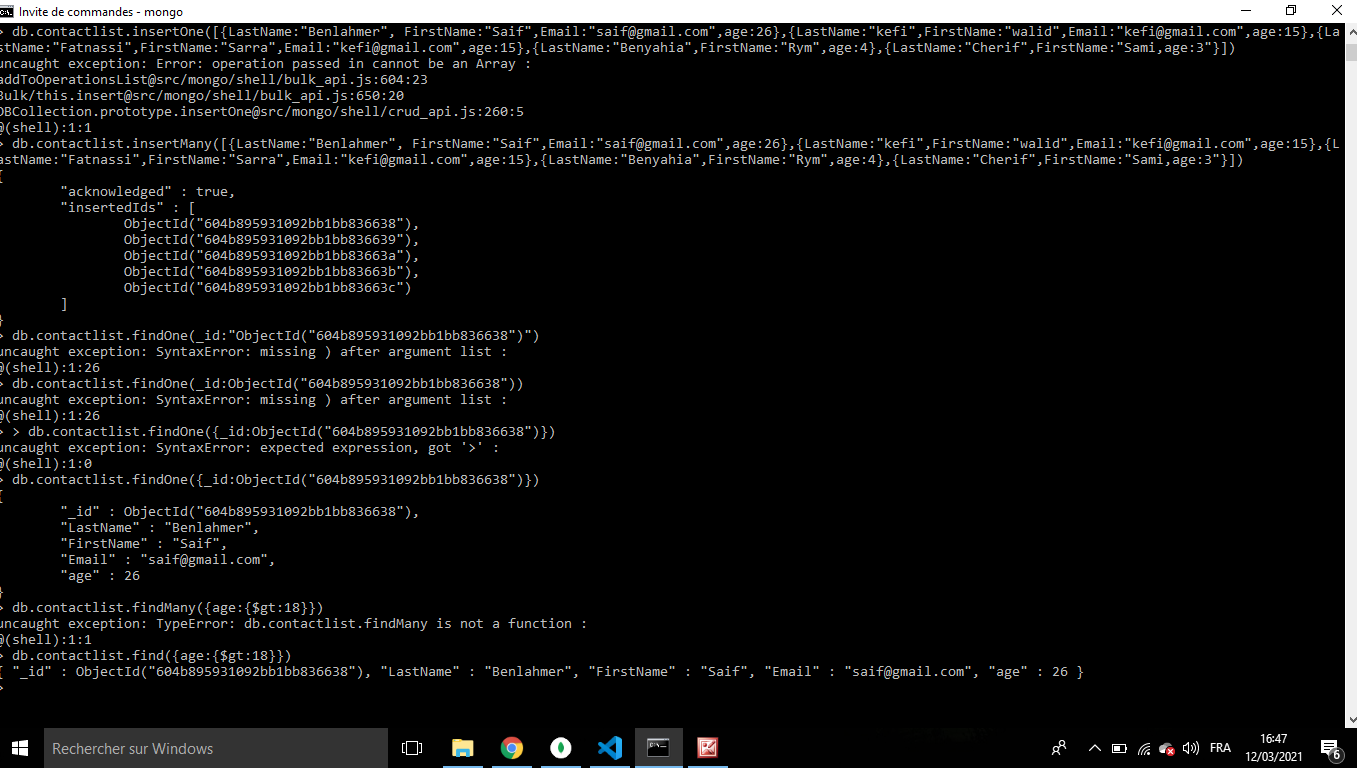 Invite de commandes - mongo
> db.contactlist.insertOne([{LastName:"Benlahmer", FirstName:"Saif",Email:"saif@gmail.com",age:26},{LastName:"kefi",FirstName:"walid",Email:"kefi@gmail.com",age:15},{La
stName:"Fatnassi",FirstName:"Sarra",Email:"kefi@gmail.com",age:15},{LastName:"Benyahia",FirstName:"Rym",age:4},{LastName:"Cherif",FirstName:"Sami,age:3"}])
uncaught exception: Error: operation passed in cannot be an Array :
addToOperationsList@src/mongo/shell/bulk_api.js:604:23
Bulk/this.insert@src/mongo/shell/bulk_api.js:650:20
DBCollection.prototype.insertOne@src/mongo/shell/crud_api.js:260:5
@(shell):1:1
> db.contactlist.insertMany([{LastName:"Benlahmer", FirstName:"Saif",Email:"saif@gmail.com",age:26},{LastName:"kefi",FirstName:"walid",Email:"kefi@gmail.com",age:15},{L
astName:"Fatnassi",FirstName:"Sarra",Email:"kefi@gmail.com",age:15},{LastName:"Benyahia",FirstName:"Rym",age:4},{LastName:"Cherif",FirstName:"Sami,age:3"}])
{
"acknowledged" : true,
"insertedIds" : [
ObjectId("604b895931092bb1bb836638"),
ObjectId("604b895931092bb1bb836639"),
ObjectId("604b895931092bb1bb83663a"),
ObjectId("604b895931092bb1bb83663b"),
ObjectId("604b895931092bb1bb83663c")
]
}
> db.contactlist.findOne(_id:"ObjectId("604b895931092bb1bb836638")")
uncaught exception: SyntaxError: missing ) after argument list :
@(shell):1:26
> db.contactlist.findOne(_id:ObjectId("604b895931092bb1bb836638"))
uncaught exception: SyntaxError: missing ) after argument list :
@(shell):1:26
> > db.contactlist.findOne({_id:ObjectId("604b895931092bb1bb836638")})
uncaught exception: SyntaxError: expected expression, got '>' :
@(shell):1:0
> db.contactlist.findOne({_id:ObjectId("604b895931092bb1bb836638")})
{
"_id" : ObjectId("604b895931092bb1bb836638"),
"LastName" : "Benlahmer",
"FirstName" : "Saif",
"Email" : "saif@gmail.com",
"age" : 26
}
> db.contactlist.findMany({age:{$gt:18}})
uncaught exception: TypeError: db.contactlist.findMany is not a function :
@(shell):1:1
> db.contactlist.find({age:{$gt:18}})
{ "_id" : ObjectId("604b895931092bb1bb836638"), "LastName" : "Benlahmer", "FirstName" : "Saif", "Email" : "saif@gmail.com", "age" : 26 }
>
Rechercher sur Windows
FRA
16:47
12/03/2021
6